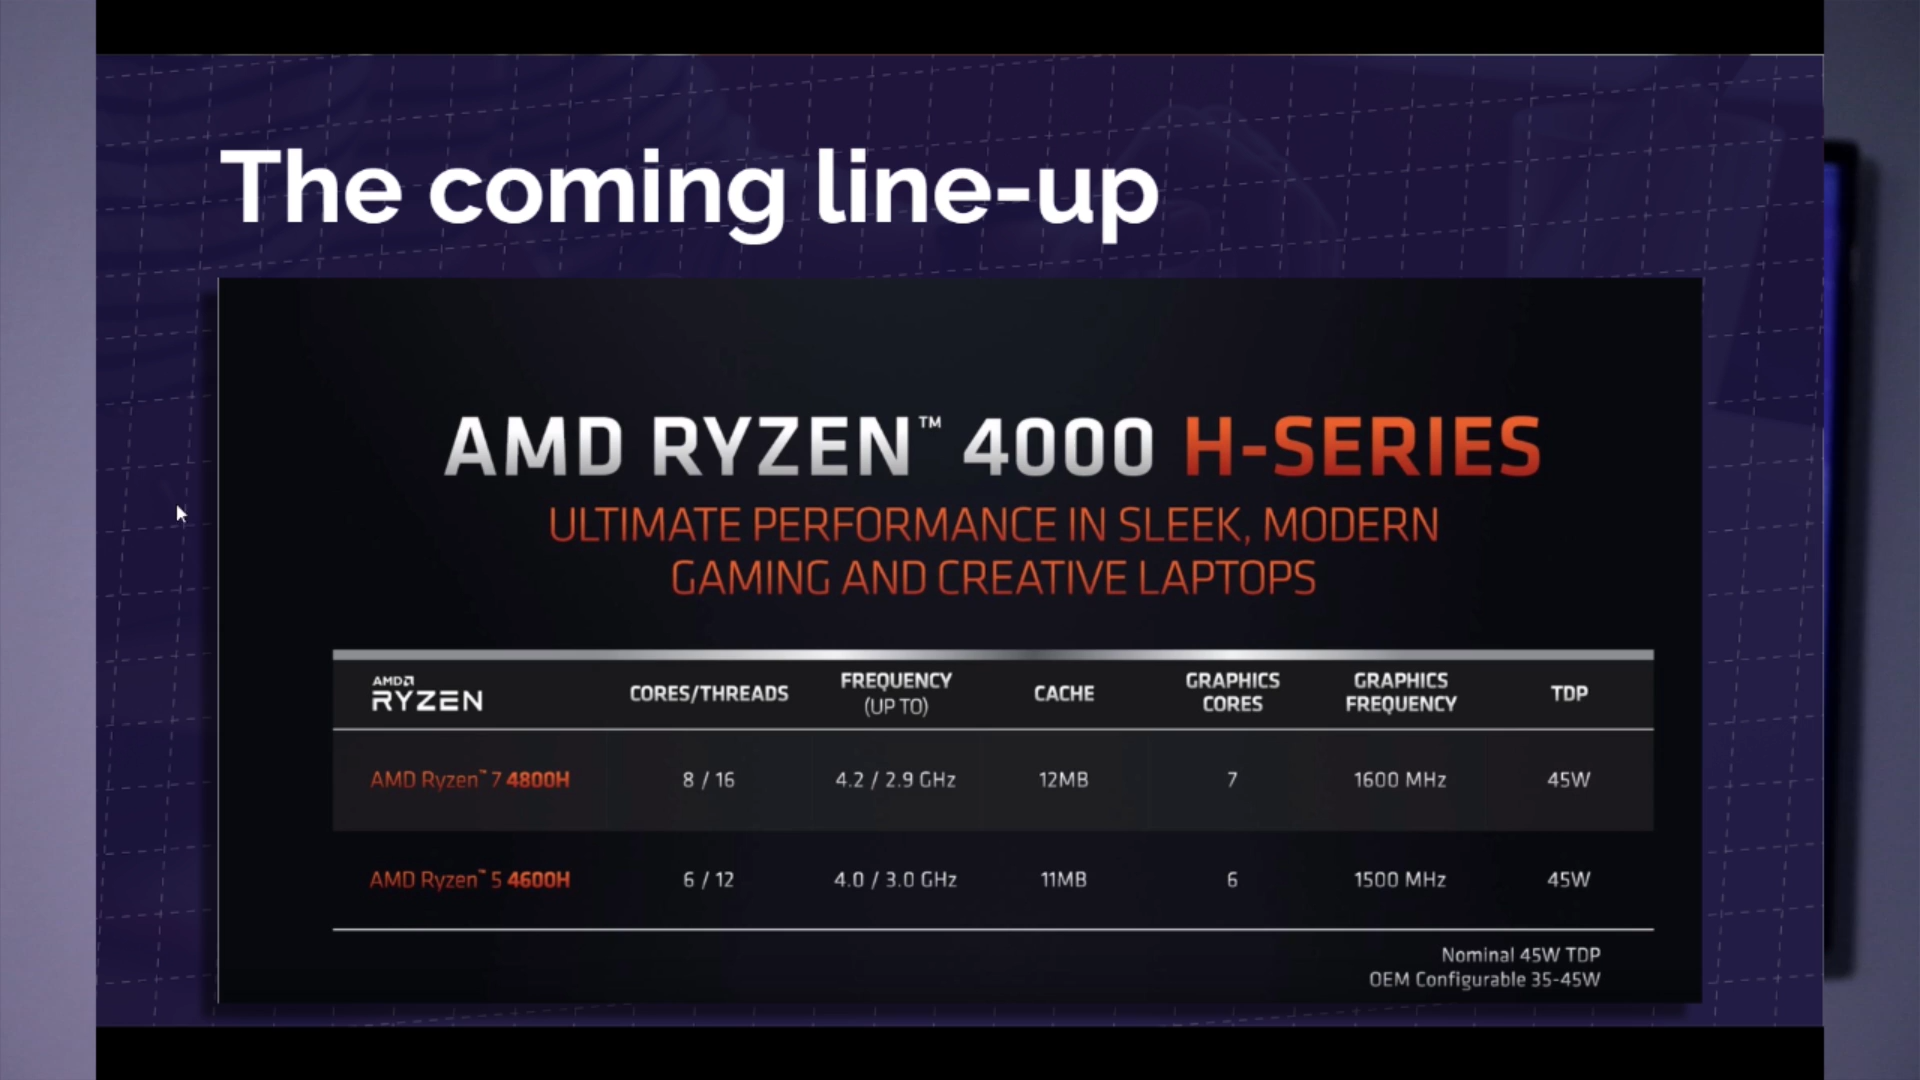 The coming line-up
AMD RYZEN™ 4000 H-SERIES
ULTIMATE PERFORMANCE IN SLEEK, MODERN
GAMING AND CREATIVE LAPTOPS
AMD RYZEN CORES/THREADS FREQUENCY (UP TO) CACHE GRAPHICS CORES GRAPHICS FREQUENCY TDP
AMD Ryzen™ 7 4800H 8 / 16 4.2 / 2.9 GHz 12MB 7 1600 MHz 45W
AMD Ryzen™ 5 4600H 6 / 12 4.0 / 3.0 GHz 11MB 6 1500 MHz 45W
Nominal 45W TDP
OEM Configurable 35-45W